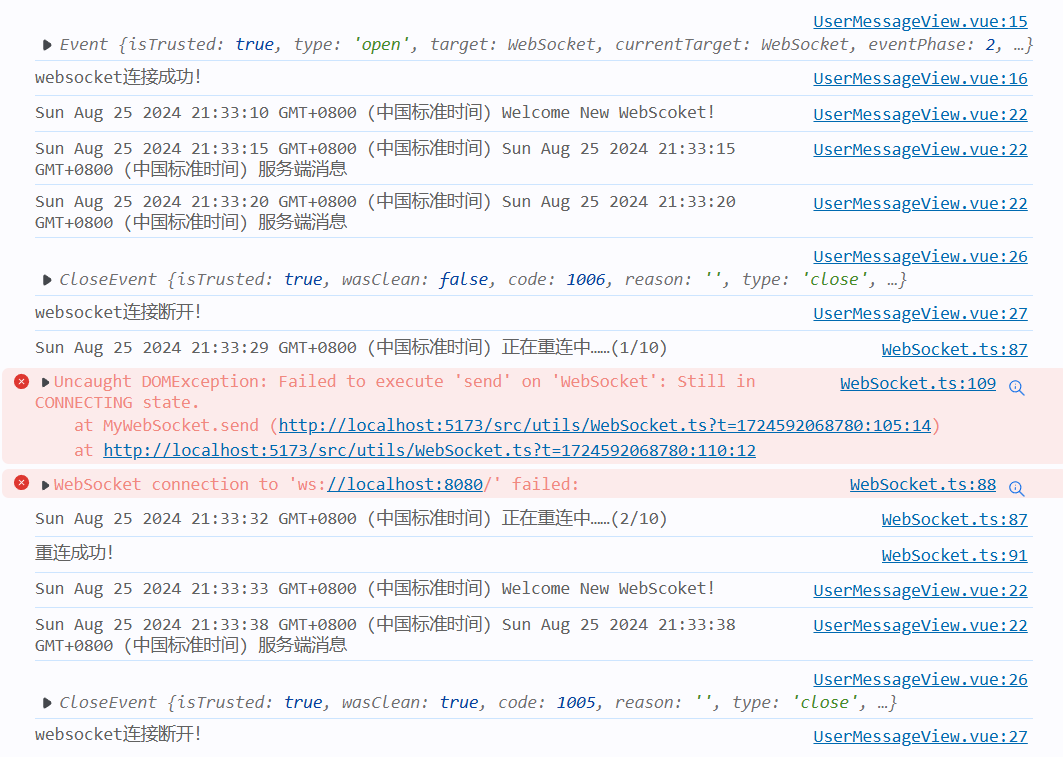 UserMessageView.vue:15
Event {isTrusted: true, type: 'open', target: WebSocket, currentTarget: WebSocket, eventPhase: 2, …}
websocket连接成功! UserMessageView.vue:16
Sun Aug 25 2024 21:33:10 GMT+0800 (中国标准时间) Welcome New WebScoket! UserMessageView.vue:22
Sun Aug 25 2024 21:33:15 GMT+0800 (中国标准时间) Sun Aug 25 2024 21:33:15 UserMessageView.vue:22
GMT+0800 (中国标准时间) 服务端消息
Sun Aug 25 2024 21:33:20 GMT+0800 (中国标准时间) Sun Aug 25 2024 21:33:20 UserMessageView.vue:22
GMT+0800 (中国标准时间) 服务端消息
UserMessageView.vue:26
CloseEvent {isTrusted: true, wasClean: false, code: 1006, reason: '', type: 'close', …}
websocket连接断开! UserMessageView.vue:27
Sun Aug 25 2024 21:33:29 GMT+0800 (中国标准时间) 正在重连中……(1/10) WebSocket.ts:87
Uncaught DOMException: Failed to execute 'send' on 'WebSocket': Still in WebSocket.ts:109
CONNECTING state.
at MyWebSocket.send (http://localhost:5173/src/utils/WebSocket.ts?t=1724592068780:105:14)
at http://localhost:5173/src/utils/WebSocket.ts?t=1724592068780:110:12
WebSocket connection to 'ws://localhost:8080/' failed: WebSocket.ts:88
Sun Aug 25 2024 21:33:32 GMT+0800 (中国标准时间) 正在重连中……(2/10) WebSocket.ts:87
重连成功! WebSocket.ts:91
Sun Aug 25 2024 21:33:33 GMT+0800 (中国标准时间) Welcome New WebScoket! UserMessageView.vue:22
Sun Aug 25 2024 21:33:38 GMT+0800 (中国标准时间) Sun Aug 25 2024 21:33:38 UserMessageView.vue:22
GMT+0800 (中国标准时间) 服务端消息
UserMessageView.vue:26
CloseEvent {isTrusted: true, wasClean: true, code: 1005, reason: '', type: 'close', …}
websocket连接断开! UserMessageView.vue:27